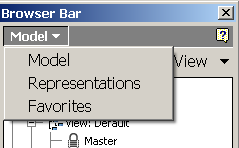 Browser Bar
Model
Model
View
Representations
Favorites
View: Default
Master